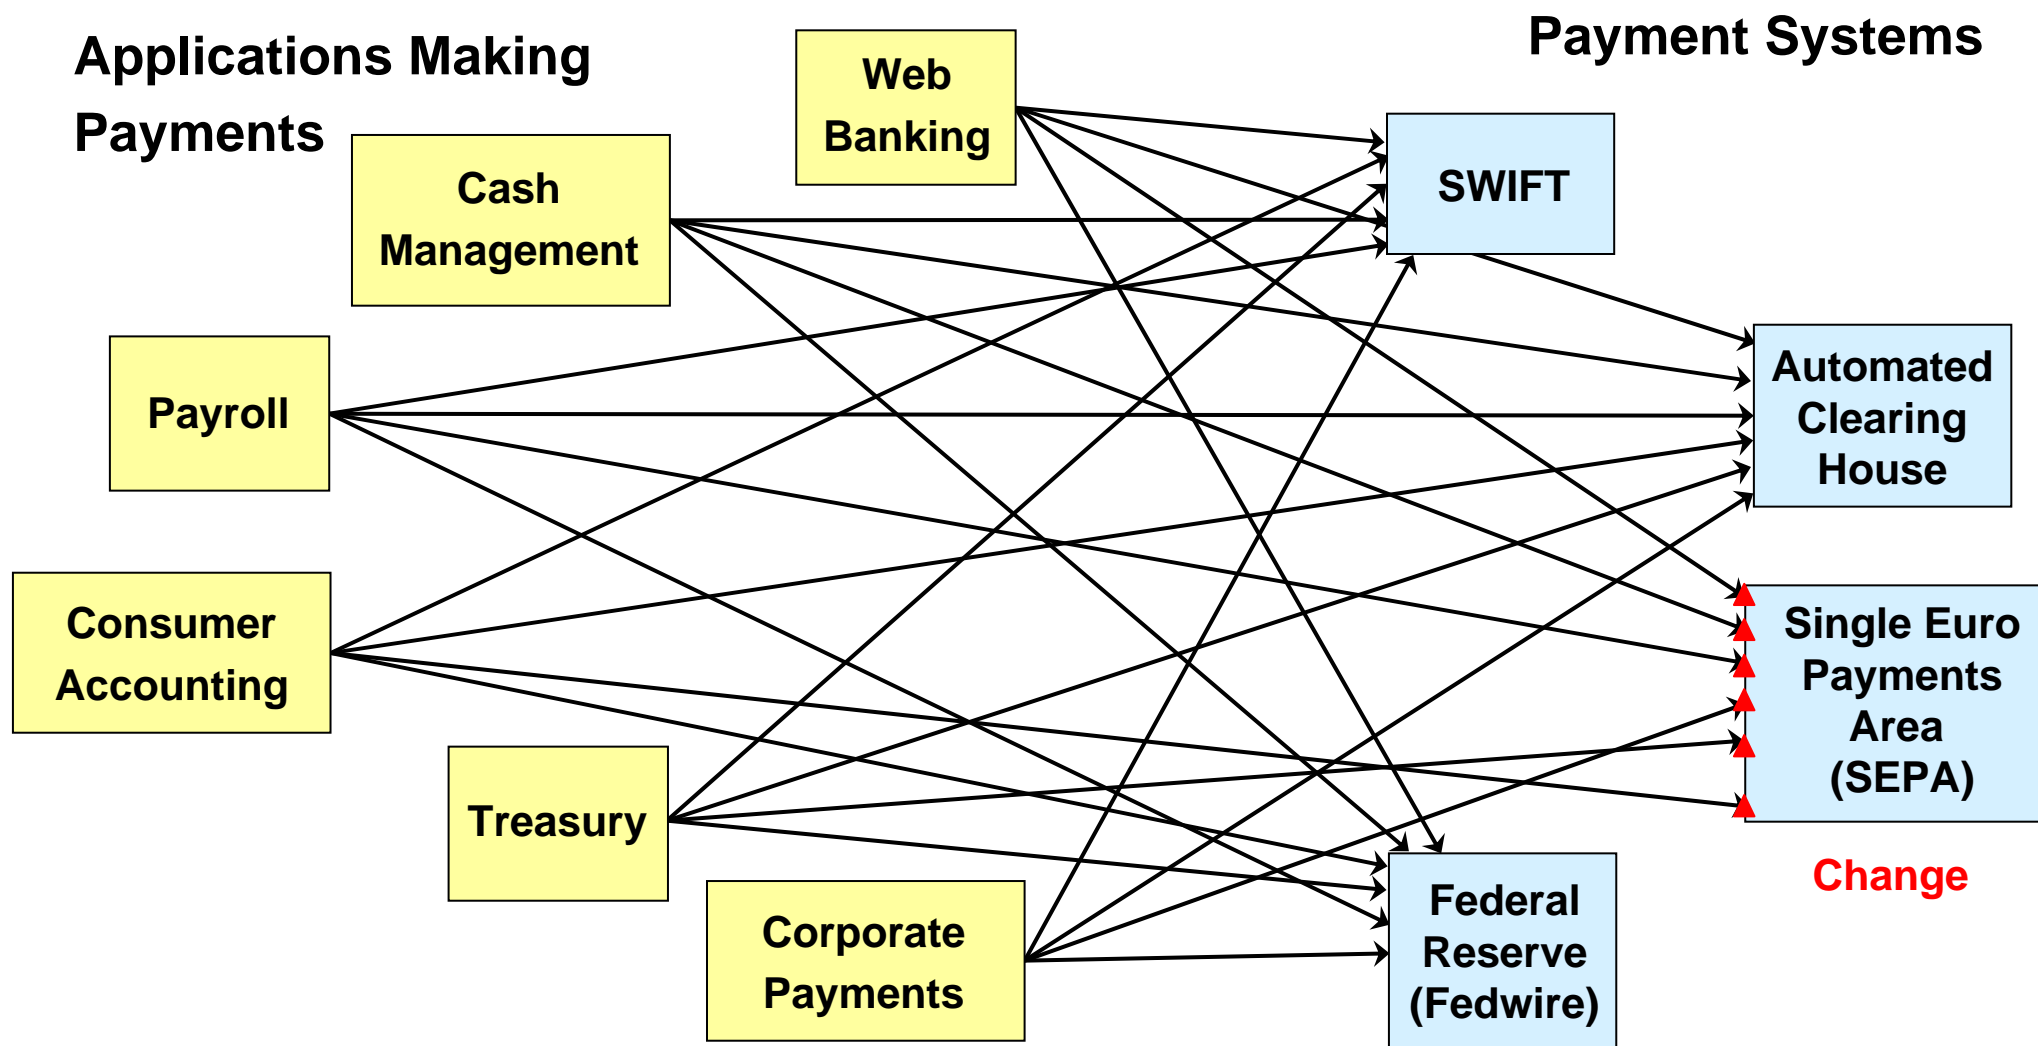 Applications Making
Payments
Payment Systems
Web
Banking
Cash
Management
SWIFT
Payroll
Automated
Clearing
House
Consumer
Accounting
Single Euro
Payments
Area
(SEPA)
Treasury
Change
Corporate
Payments
Federal
Reserve
(Fedwire)